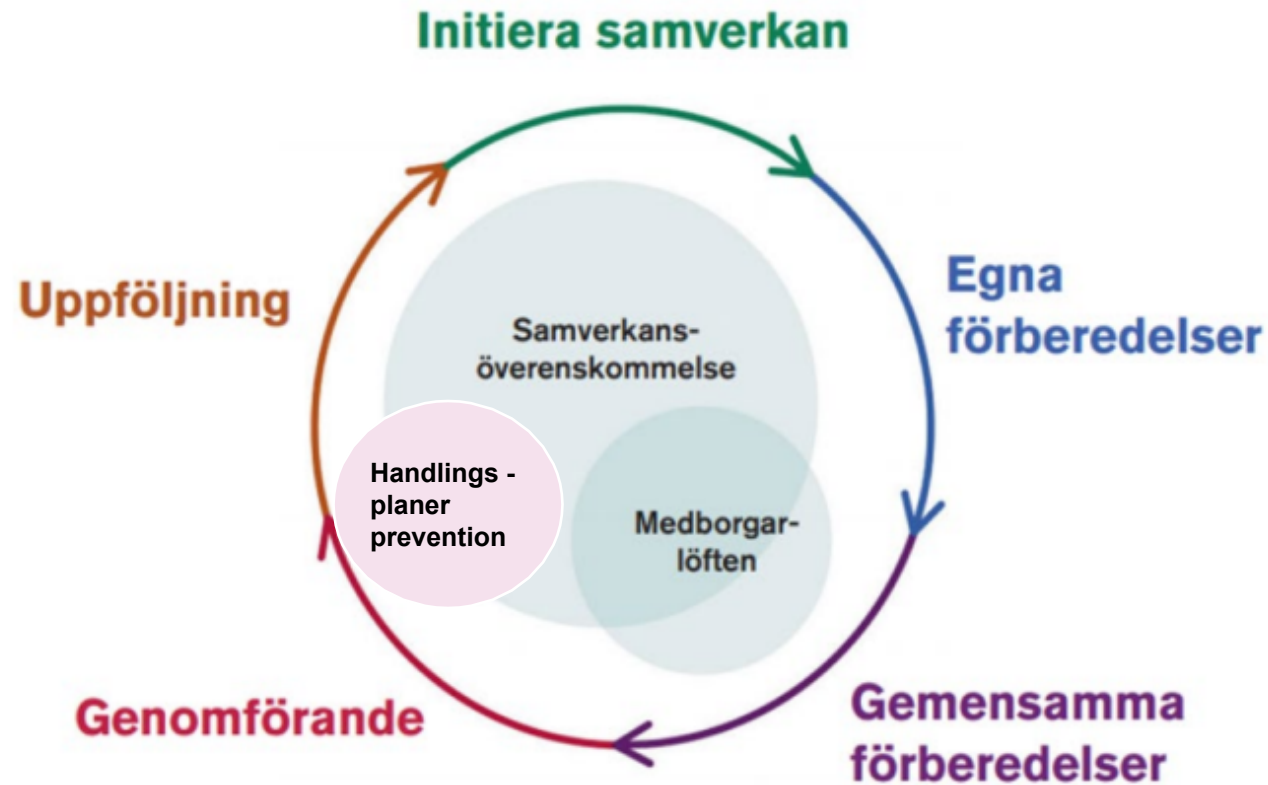 Initiera samverkan
Egna
förberedelser
Uppföljning
Samverkans-
överenskommelse
Handlings -
planer
prevention
Medborgar-
löften
Genomförande
Gemensamma
förberedelser